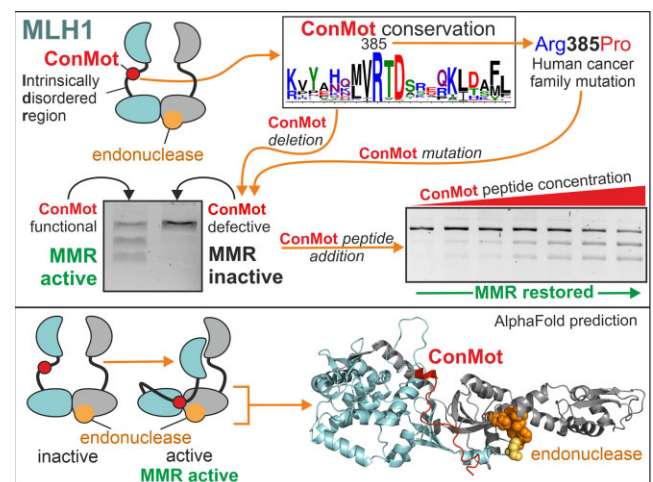 MLH1
ConMot
Intrinsically
disordered
region
endonuclease
ConMot conservation
385
KVYAHQMVRTDSREQKLDAFL
Arg385Pro
Human cancer
family mutation
ConMot
deletion
ConMot mutation
ConMot
functional
MMR
active
ConMot
defective
MMR
inactive
ConMot peptide
addition
ConMot peptide concentration
MMR restored
endonuclease
inactive
active
MMR active
AlphaFold prediction
ConMot
endonuclease